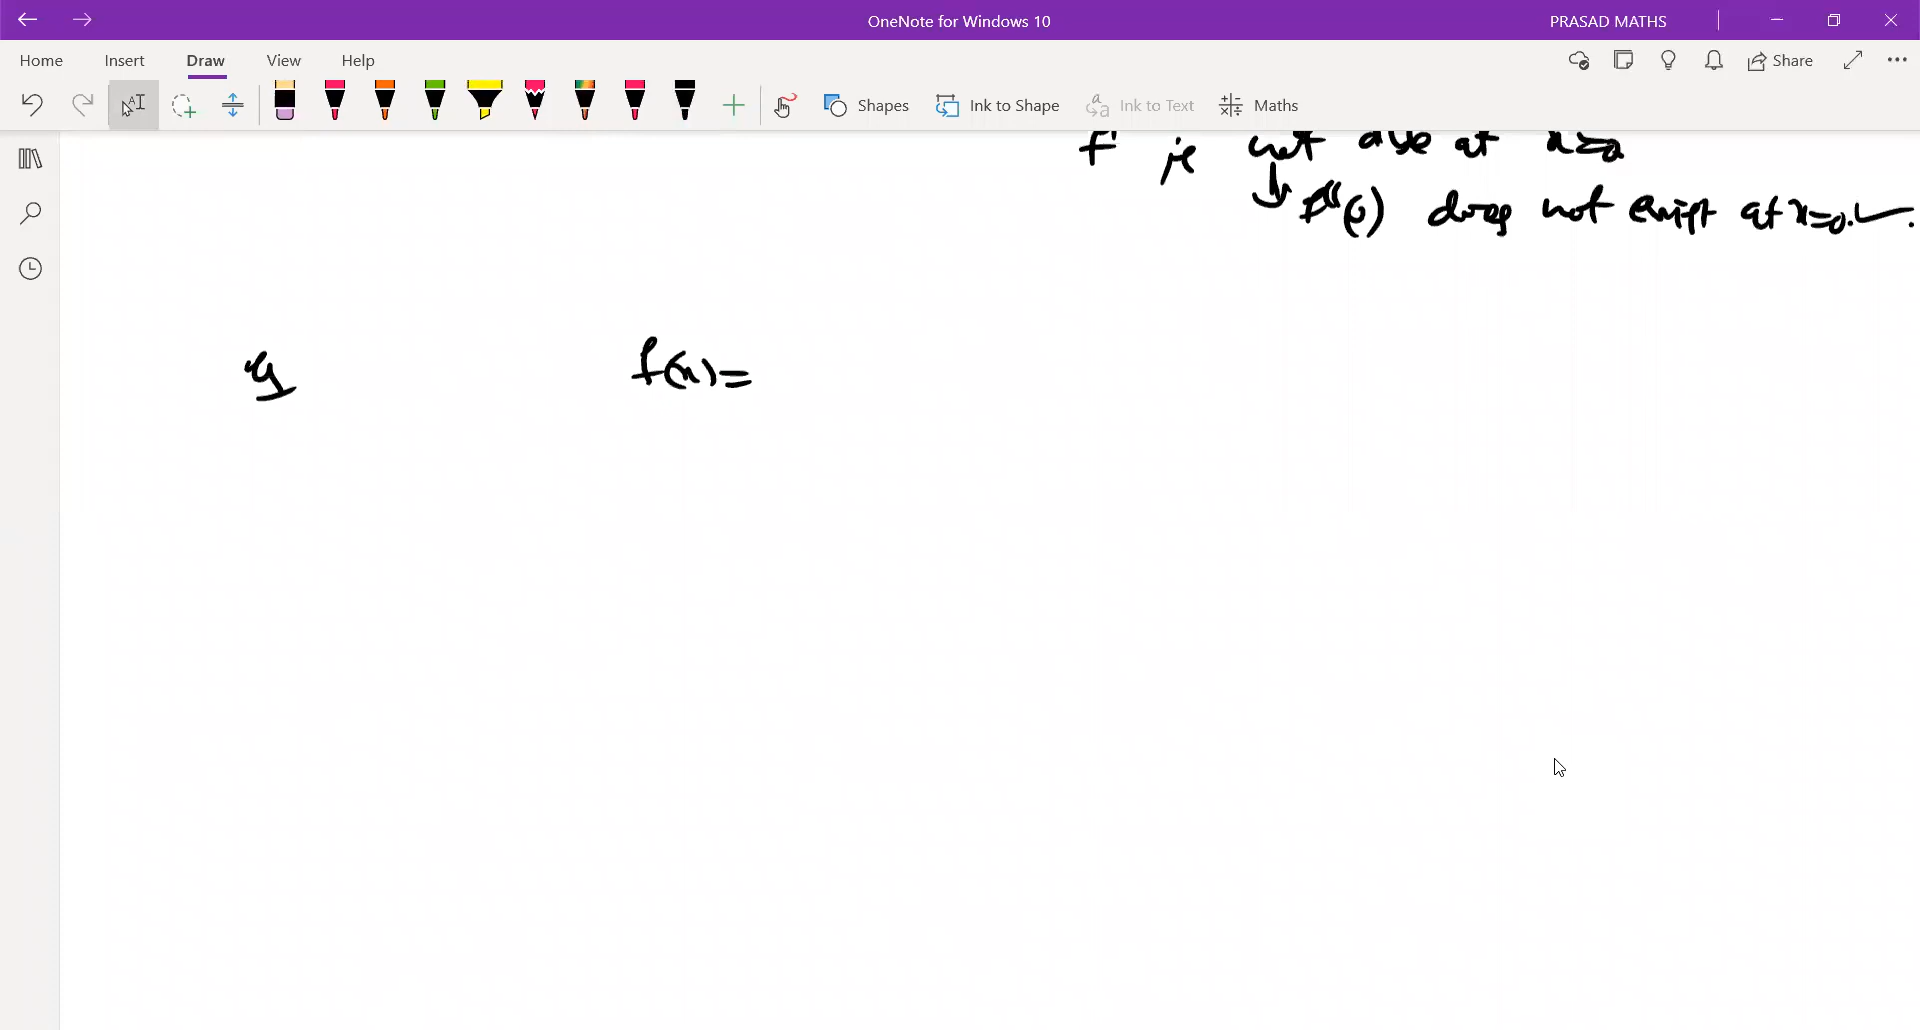 OneNote for Windows 10
PRASAD MATHS
Home Insert Draw View Help
Share
Shapes Ink to Shape Ink to Text Maths
f' is not at x=0
f''(0) does not exist at x=0.
eg f(x)=